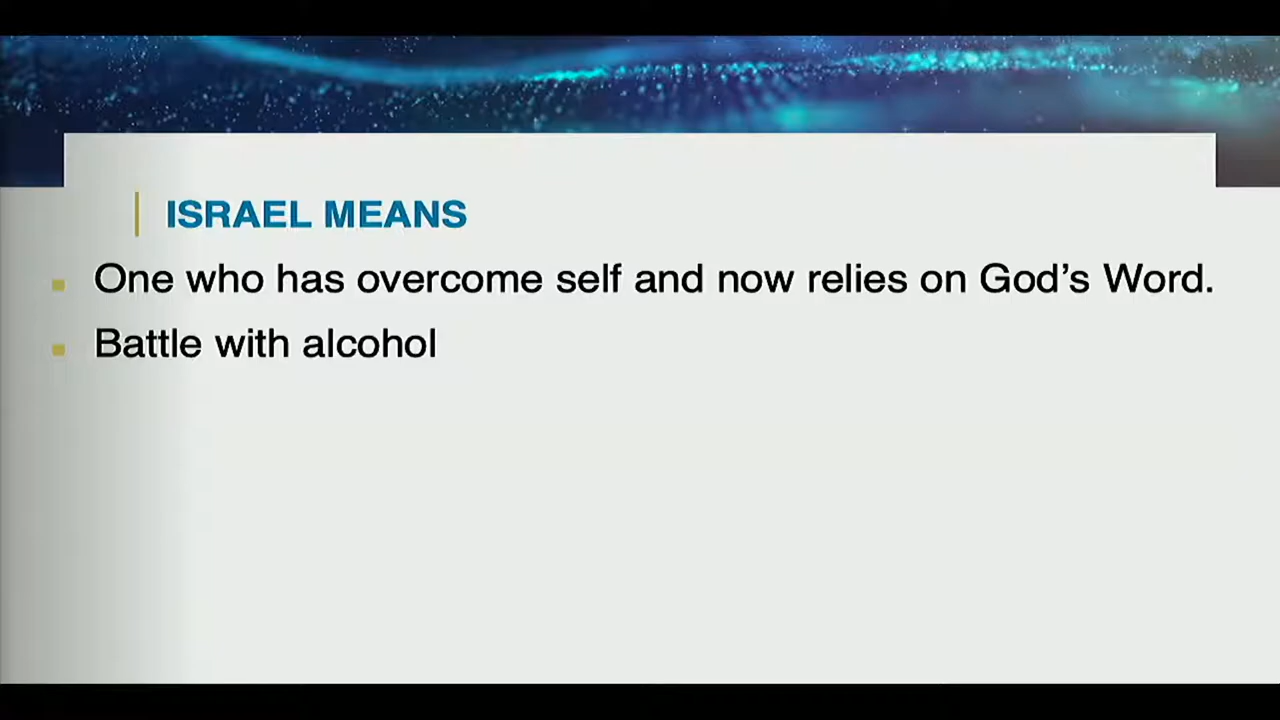 ISRAEL MEANS
One who has overcome self and now relies on God’s Word.
Battle with alcohol